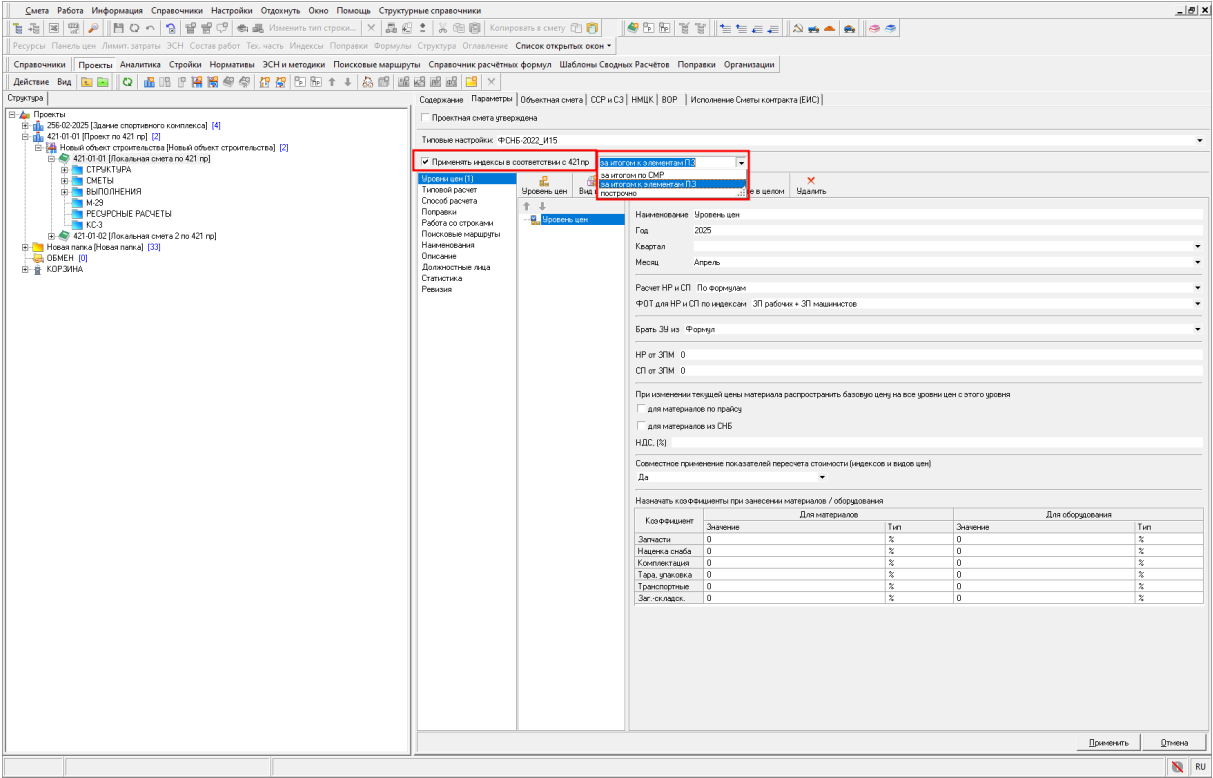 Смета Работа Информация Справочники Настройки Отдохнуть Окно Помощь Структурные справочники
Изменить тип строки... Копировать в смету
Ресурсы Панель цен Лимит. затраты ЭСН Состав работ Тех. часть Индексы Поправки Формулы Структура Оглавление Список открытых окон
Справочники Проекты Аналитика Стройки Нормативы ЭСН и методики Поисковые маршруты Справочник расчётных формул Шаблоны Сводных Расчётов Поправки Организации
Действие Вид
Структура
Проекты
256-02-2025 [Здание спортивного комплекса] [4]
421-01-01 [Проект по 421 пр] [2]
Новый объект строительства [Новый объект строительства] [2]
421-01-01 [Локальная смета по 421 пр]
СТРУКТУРА
СМЕТЫ
ВЫПОЛНЕНИЯ
М-29
РЕСУРСНЫЕ РАСЧЕТЫ
КС-3
421-01-02 [Локальная смета 2 по 421 пр]
Новая папка [Новая папка] [33]
ОБМЕН [0]
КОРЗИНА
Содержание Параметры Объектная смета ССР и СЗ НМЦК ВОР Исполнение Сметы контракта (ЕИС)
Проектная смета утверждена
Типовые настройки: ФСНБ-2022_И15
Применять индексы в соответствии с 421пр за итогом к элементам ПЗ
за итогом по СМР
за итогом к элементам ПЗ
построчно
Уровни цен (1)
Типовой расчет
Способ расчета
Поправки
Работа со строками
Поисковые маршруты
Наименования
Описание
Должностные лица
Статистика
Ревизия
Уровень цен Вид е в целом Удалить
Уровень цен
Наименование Уровень цен
Год 2025
Квартал
Месяц Апрель
Расчет НР и СП По формулам
ФОТ для НР и СП по индексам ЗП рабочих + ЗП машинистов
Брать ЗУ из Формул
НР от ЗПМ 0
СП от ЗПМ 0
При изменении текущей цены материала распространить базовую цену на все уровни цен с этого уровня
для материалов по прайсу
для материалов из СНБ
НДС, (%)
Совместное применение показателей пересчета стоимости (индексов и видов цен)
Да
Назначать коэффициенты при занесении материалов / оборудования
Коэффициент Для материалов Для оборудования
Значение Тип Значение Тип
Запчасти 0 % 0 %
Наценка снаба 0 % 0 %
Комплектация 0 % 0 %
Тара, упаковка 0 % 0 %
Транспортные 0 % 0 %
Заг.-складск. 0 % 0 %
Применить Отмена
RU